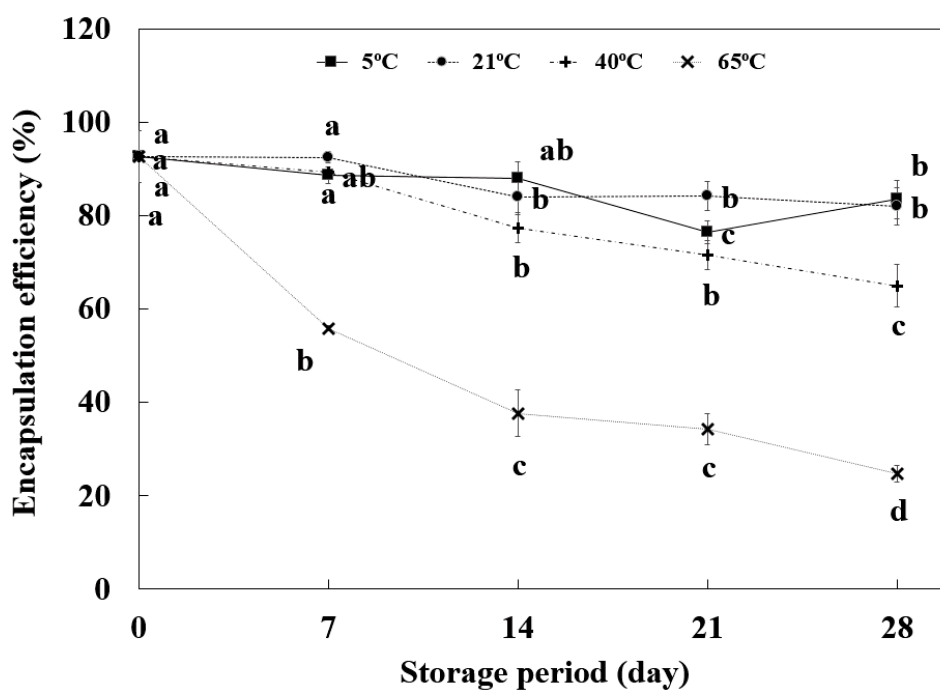 120
5ºC 21ºC 40ºC 65ºC
100
80
60
40
20
0
a
a
a
a
a
ab
a
b
ab
b
b
c
b
c
b
c
b
b
c
d
0 7 14 21 28
Storage period (day)
Encapsulation efficiency (%)